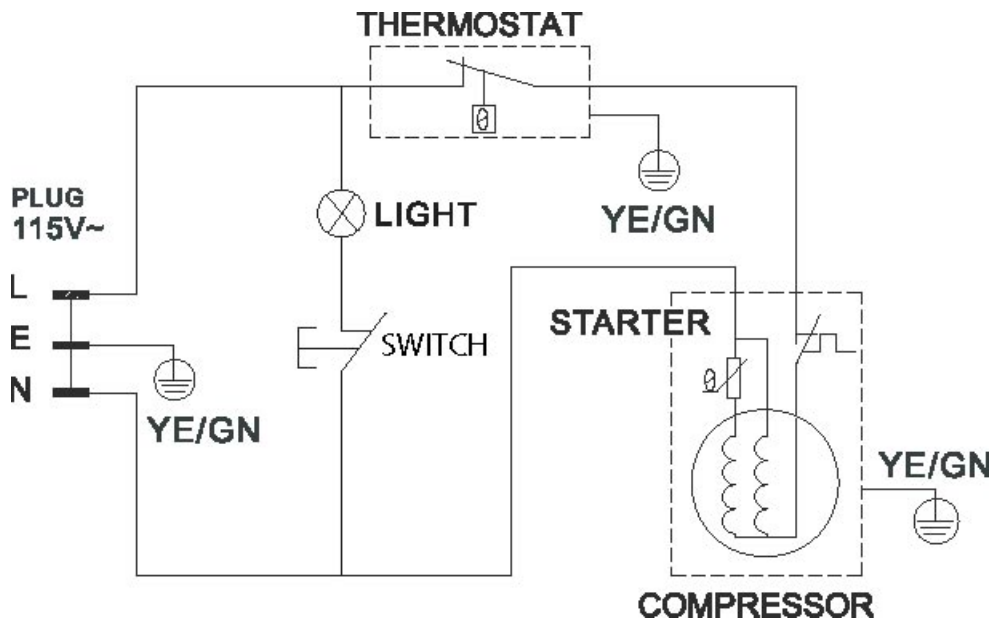 THERMOSTAT
θ
PLUG
115V~
LIGHT
YE/GN
L
E
N
STARTER
SWITCH
θ
YE/GN
YE/GN
COMPRESSOR